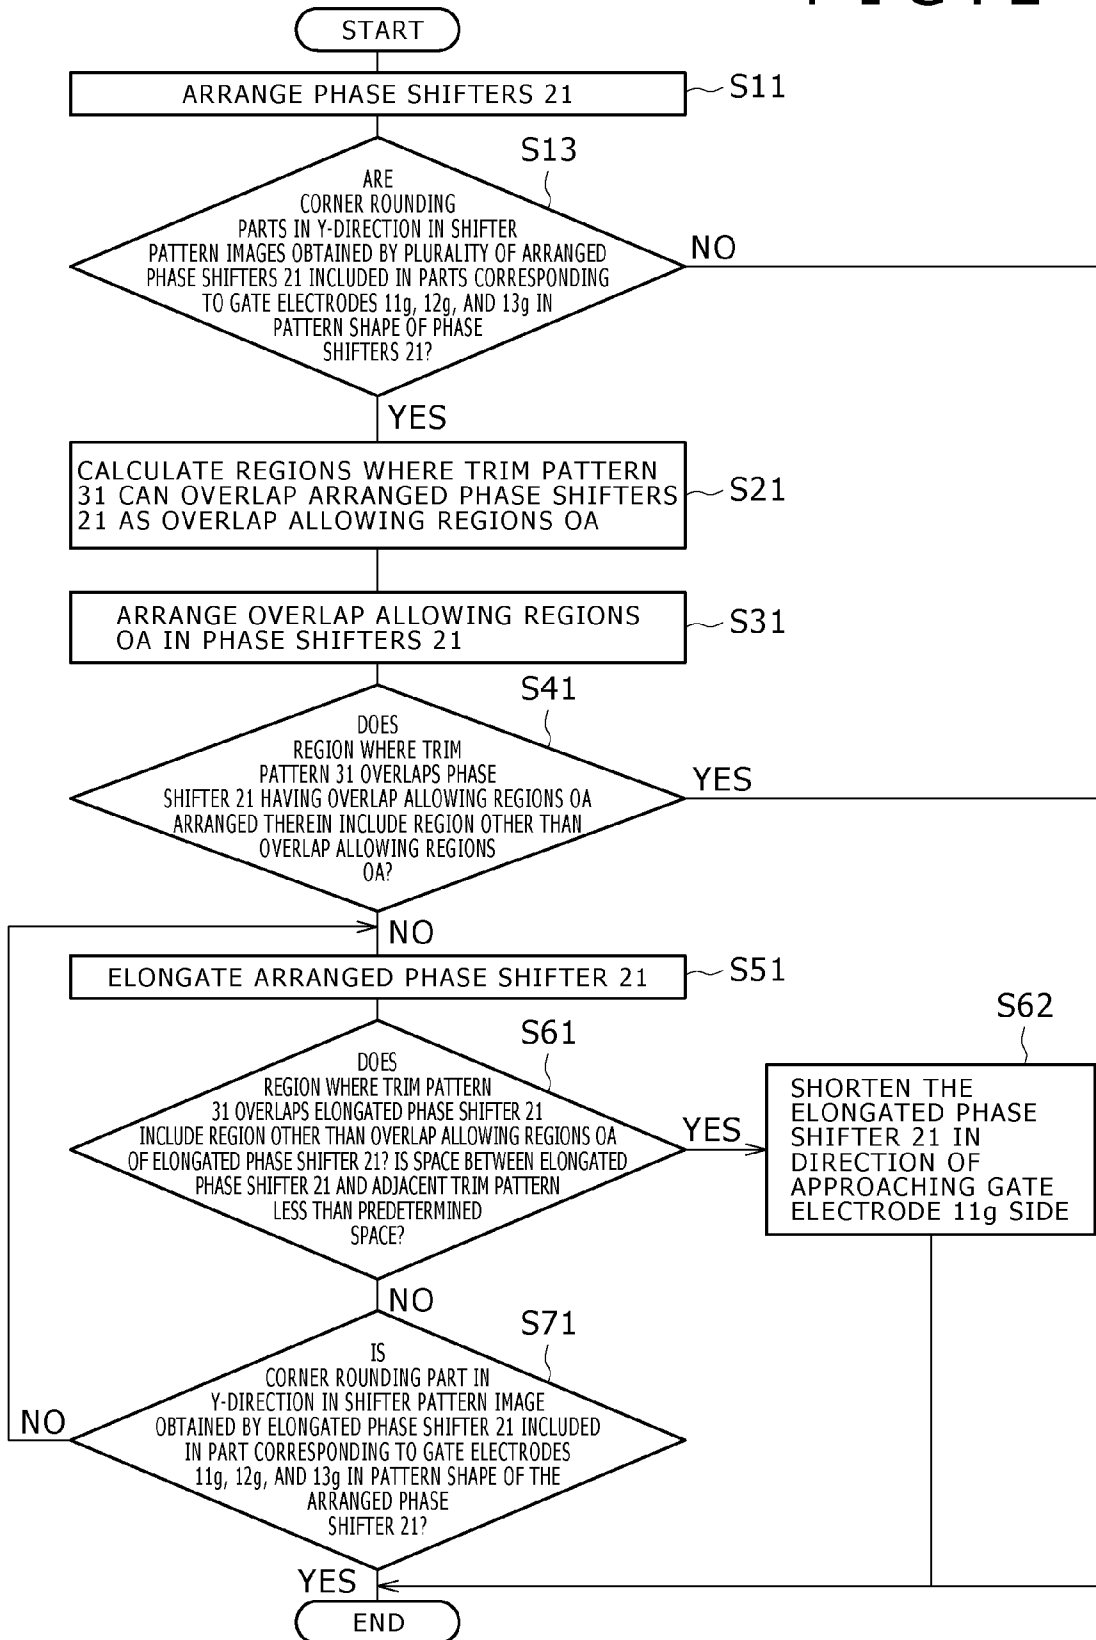 START
ARRANGE PHASE SHIFTERS 21
S11
S13
ARE
CORNER ROUNDING
PARTS IN Y-DIRECTION IN SHIFTER
PATTERN IMAGES OBTAINED BY PLURALITY OF ARRANGED
PHASE SHIFTERS 21 INCLUDED IN PARTS CORRESPONDING
TO GATE ELECTRODES 11g, 12g, AND 13g IN
PATTERN SHAPE OF PHASE
SHIFTERS 21?
NO
YES
CALCULATE REGIONS WHERE TRIM PATTERN
31 CAN OVERLAP ARRANGED PHASE SHIFTERS
21 AS OVERLAP ALLOWING REGIONS OA
S21
ARRANGE OVERLAP ALLOWING REGIONS
OA IN PHASE SHIFTERS 21
S31
S41
DOES
REGION WHERE TRIM
PATTERN 31 OVERLAPS PHASE
SHIFTER 21 HAVING OVERLAP ALLOWING REGIONS OA
ARRANGED THEREIN INCLUDE REGION OTHER THAN
OVERLAP ALLOWING REGIONS
OA?
YES
NO
ELONGATE ARRANGED PHASE SHIFTER 21
S51
S61
DOES
REGION WHERE TRIM PATTERN
31 OVERLAPS ELONGATED PHASE SHIFTER 21
INCLUDE REGION OTHER THAN OVERLAP ALLOWING REGIONS OA
OF ELONGATED PHASE SHIFTER 21? IS SPACE BETWEEN ELONGATED
PHASE SHIFTER 21 AND ADJACENT TRIM PATTERN
LESS THAN PREDETERMINED
SPACE?
YES
S62
SHORTEN THE
ELONGATED PHASE
SHIFTER 21 IN
DIRECTION OF
APPROACHING GATE
ELECTRODE 11g SIDE
NO
S71
IS
CORNER ROUNDING PART IN
Y-DIRECTION IN SHIFTER PATTERN IMAGE
OBTAINED BY ELONGATED PHASE SHIFTER 21 INCLUDED
IN PART CORRESPONDING TO GATE ELECTRODES
11g, 12g, AND 13g IN PATTERN SHAPE OF THE
ARRANGED PHASE
SHIFTER 21?
NO
YES
END